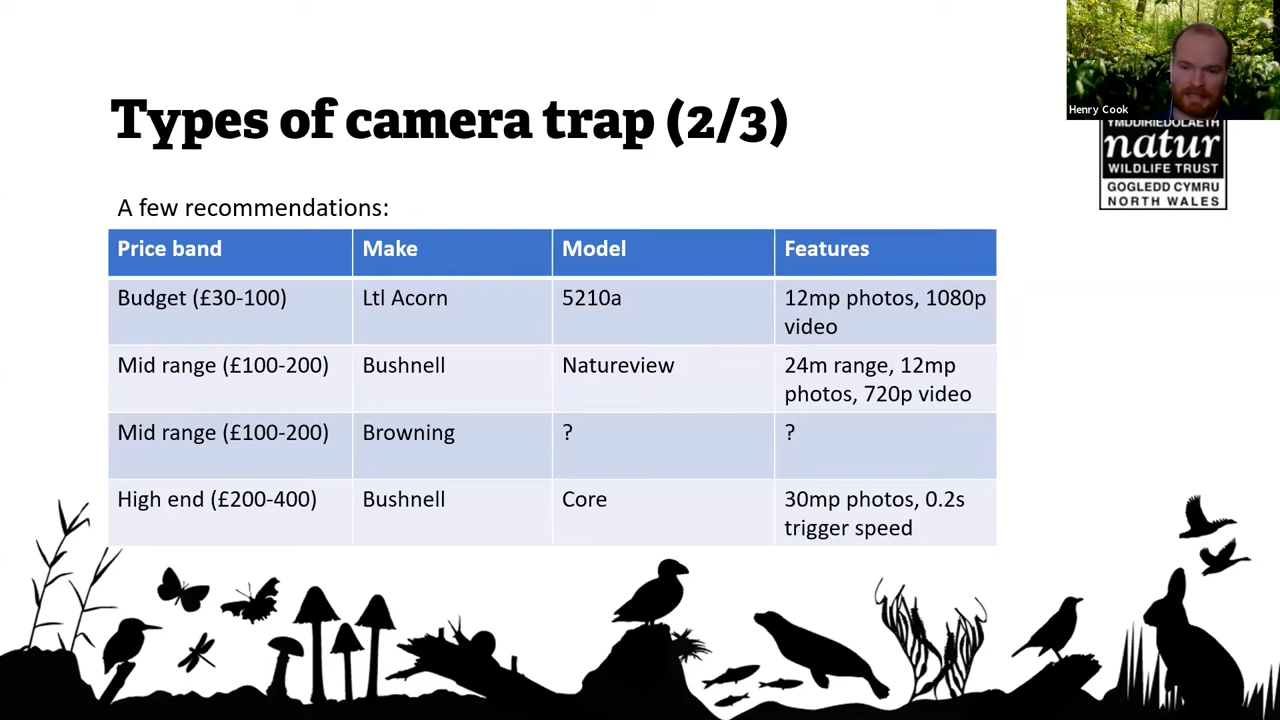 Henry Cook
YMDDIRIEDOLAETH
natur
WILDLIFE TRUST
GOGLEDD CYMRU
NORTH WALES
Types of camera trap (2/3)
A few recommendations:
Price band Make Model Features
Budget (£30-100) Ltl Acorn 5210a 12mp photos, 1080p
video
Mid range (£100-200) Bushnell Natureview 24m range, 12mp
photos, 720p video
Mid range (£100-200) Browning ? ?
High end (£200-400) Bushnell Core 30mp photos, 0.2s
trigger speed